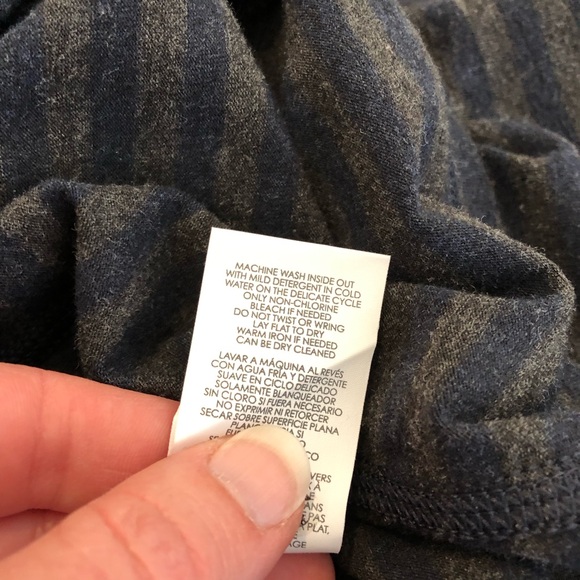 MACHINE WASH INSIDE OUT
WITH MILD DETERGENT IN COLD
WATER ON THE DELICATE CYCLE
ONLY NON-CHLORINE
BLEACH IF NEEDED
DO NOT TWIST OR WRING
LAY FLAT TO DRY
WARM IRON IF NEEDED
CAN BE DRY CLEANED
LAVAR A MÁQUINA AL REVÉS
CON AGUA FRÍA Y DETERGENTE
SUAVE EN CICLO DELICADO
SOLAMENTE BLANQUEADOR
SIN CLORO SI FUERA NECESARIO
NO EXPRIMIR NI RETORCER
SECAR SOBRE SUPERFICIE PLANA
SI
À
PAS
PLAT,